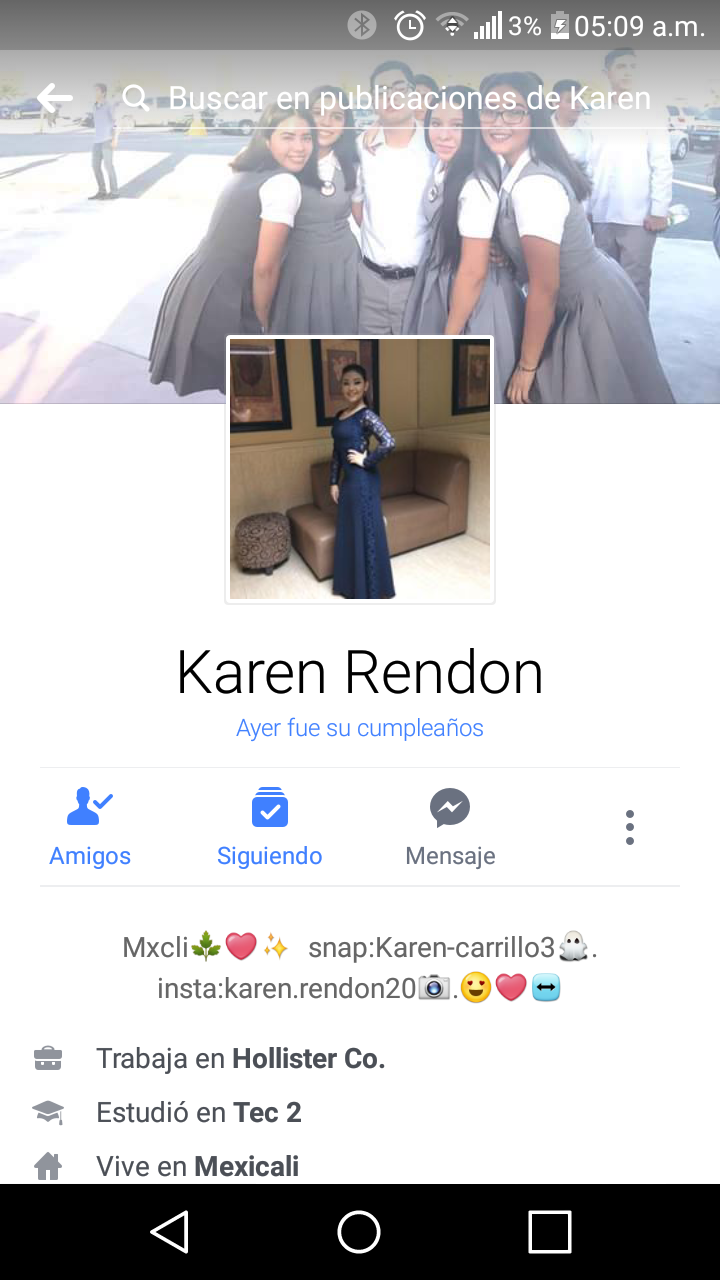 3% 05:09 a.m.
Buscar en publicaciones de Karen
Karen Rendon
Ayer fue su cumpleaños
Amigos Siguiendo Mensaje
Mxcli🌿❤✨ snap:Karen-carrillo3👻.
insta:karen.rendon20📷.😍❤↔
Trabaja en Hollister Co.
Estudió en Tec 2
Vive en Mexicali